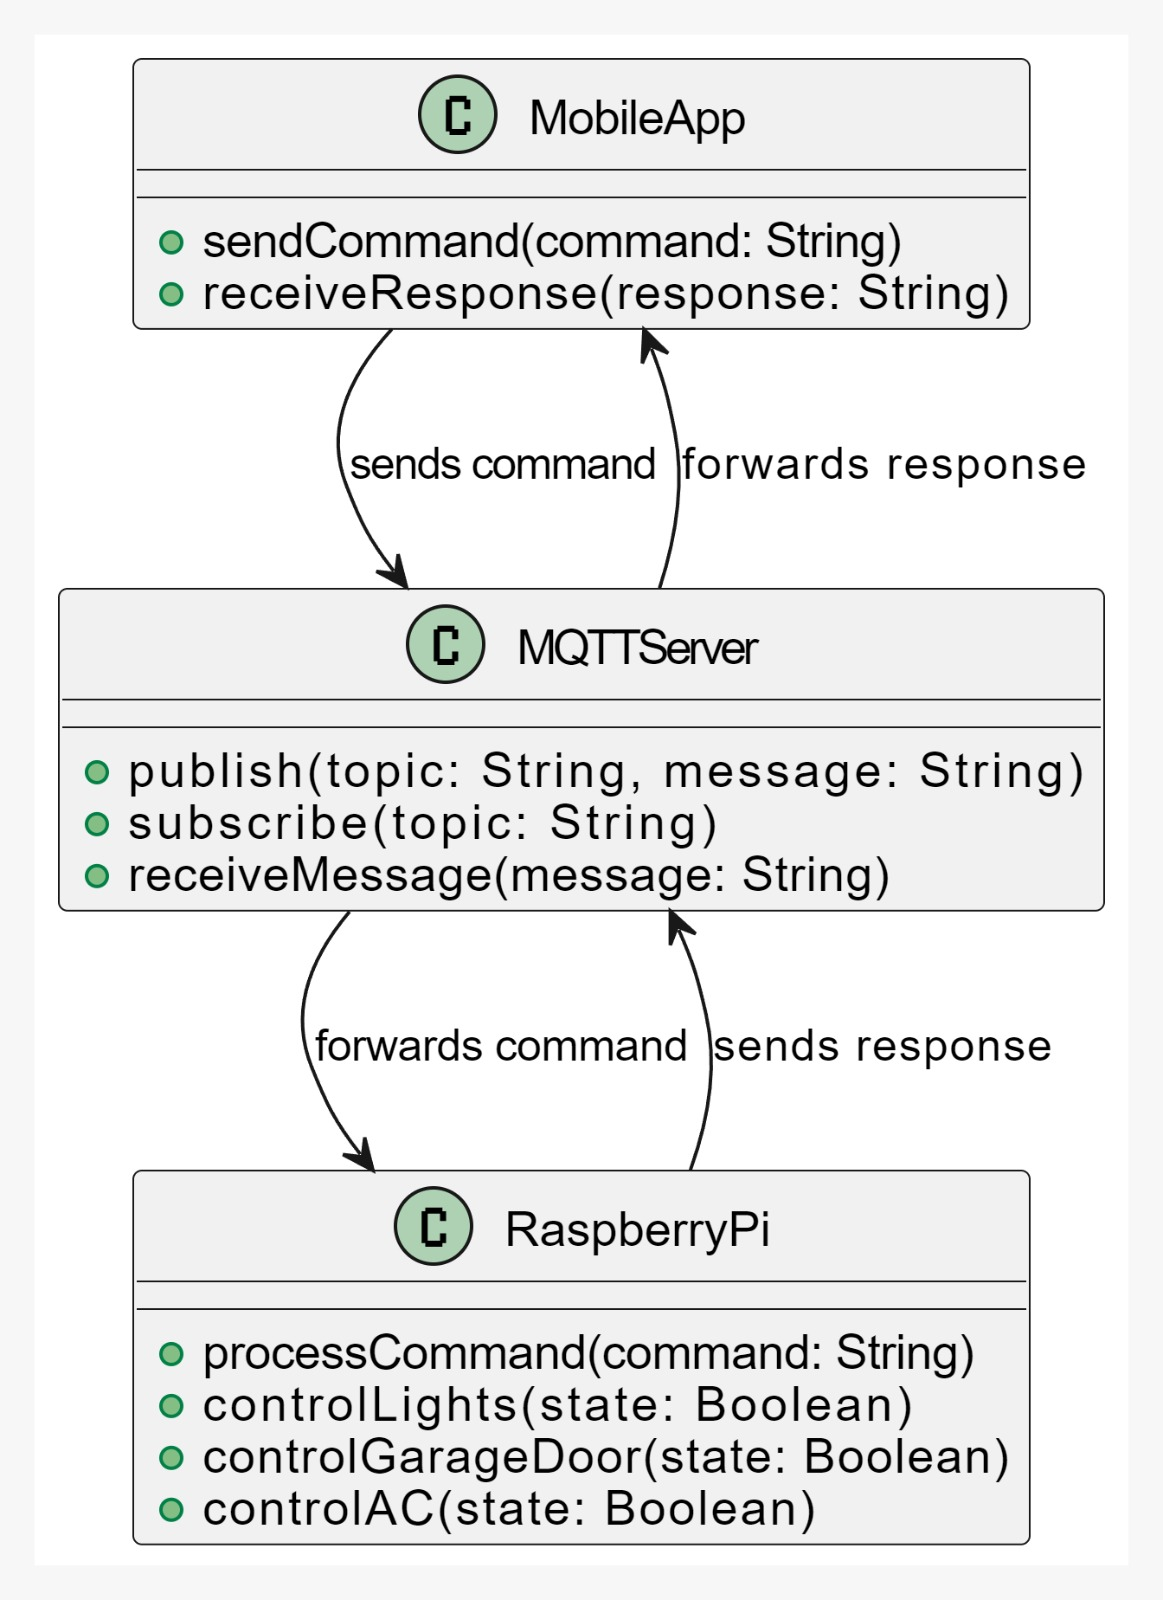 C MobileApp
sendCommand(command: String)
receiveResponse(response: String)
sends command forwards response
C MQTTServer
publish(topic: String, message: String)
subscribe(topic: String)
receiveMessage(message: String)
forwards command sends response
C RaspberryPi
processCommand(command: String)
controlLights(state: Boolean)
controlGarageDoor(state: Boolean)
controlAC(state: Boolean)